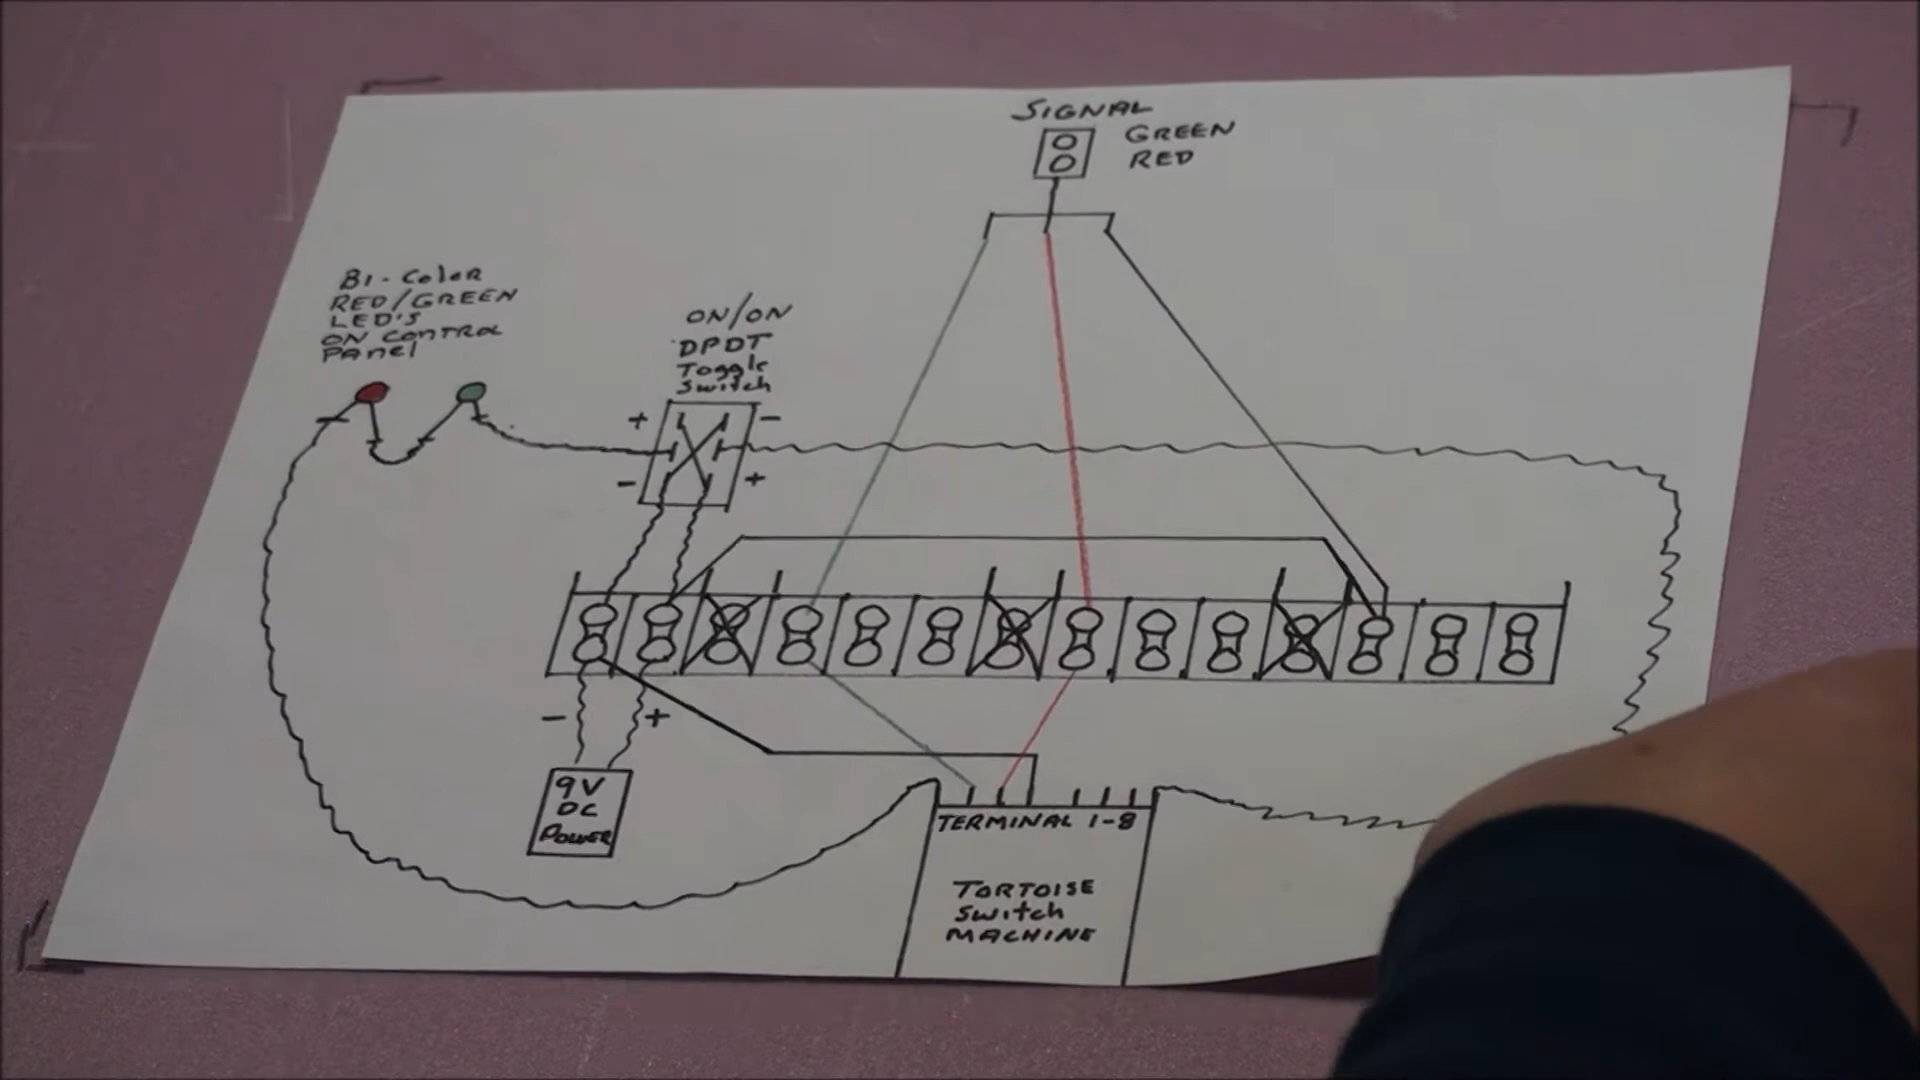 SIGNAL
GREEN
RED
BI-Color
RED/GREEN
LED'S
ON CONTROL
PANEL
ON/ON
DPDT
Toggle
Switch
+ -
- +
- +
9V
DC
POWER
TERMINAL 1-8
TORTOISE
Switch
MACHINE